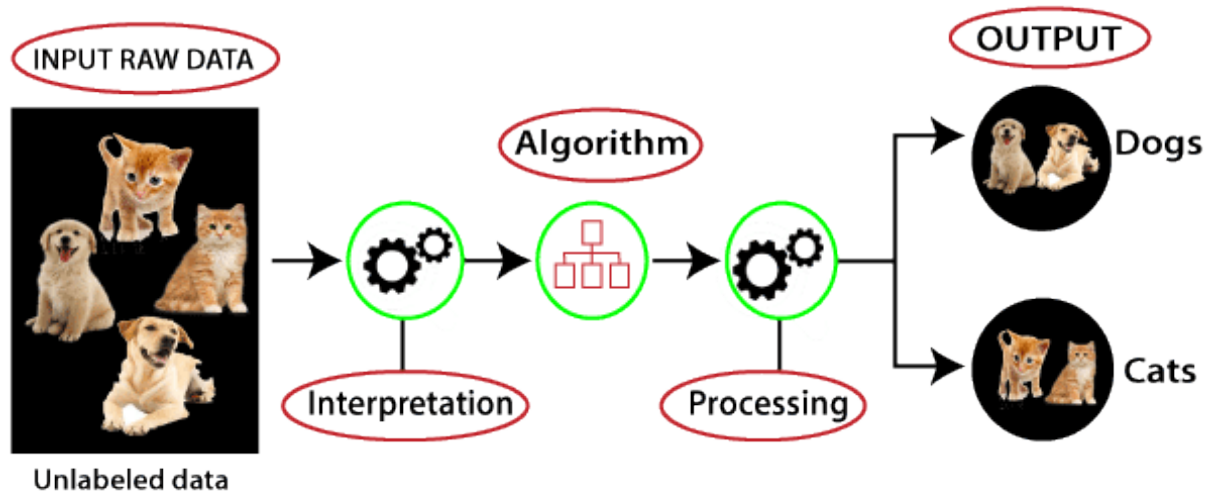 INPUT RAW DATA
Unlabeled data
Interpretation
Algorithm
Processing
OUTPUT
Dogs
Cats